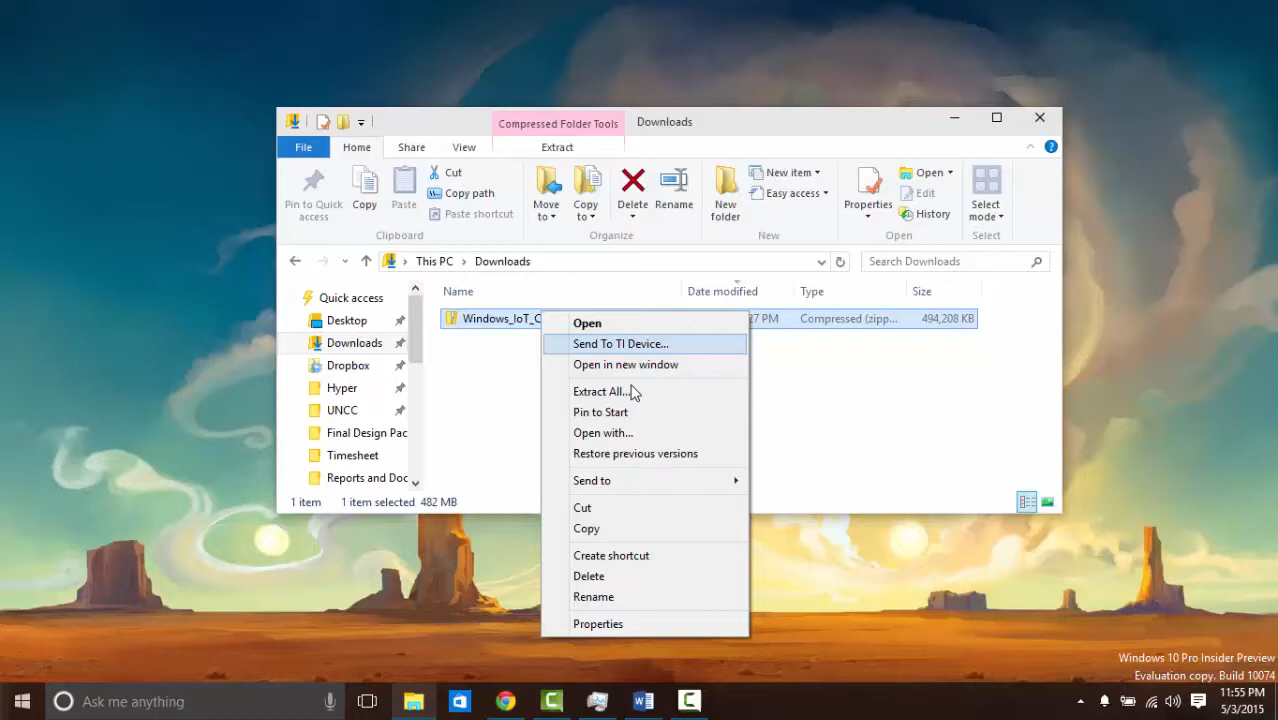 Compressed Folder Tools Downloads
File Home Share View Extract
Pin to Quick access
Copy
Paste
Cut
Copy path
Paste shortcut
Clipboard
Move to
Copy to
Delete
Rename
Organize
New folder
New item
Easy access
New
Properties
Open
Edit
History
Open
Select mode
Select
This PC Downloads
Search Downloads
Name Date modified Type Size
Windows_IoT_C 27 PM Compressed (zipp... 494,208 KB
Quick access
Desktop
Downloads
Dropbox
Hyper
UNCC
Final Design Pac
Timesheet
Reports and Doc
Open
Send To TI Device...
Open in new window
Extract All...
Pin to Start
Open with...
Restore previous versions
Send to
Cut
Copy
Create shortcut
Delete
Rename
Properties
1 item 1 item selected 482 MB
Windows 10 Pro Insider Preview
Evaluation copy. Build 10074
Ask me anything
11:55 PM
5/3/2015